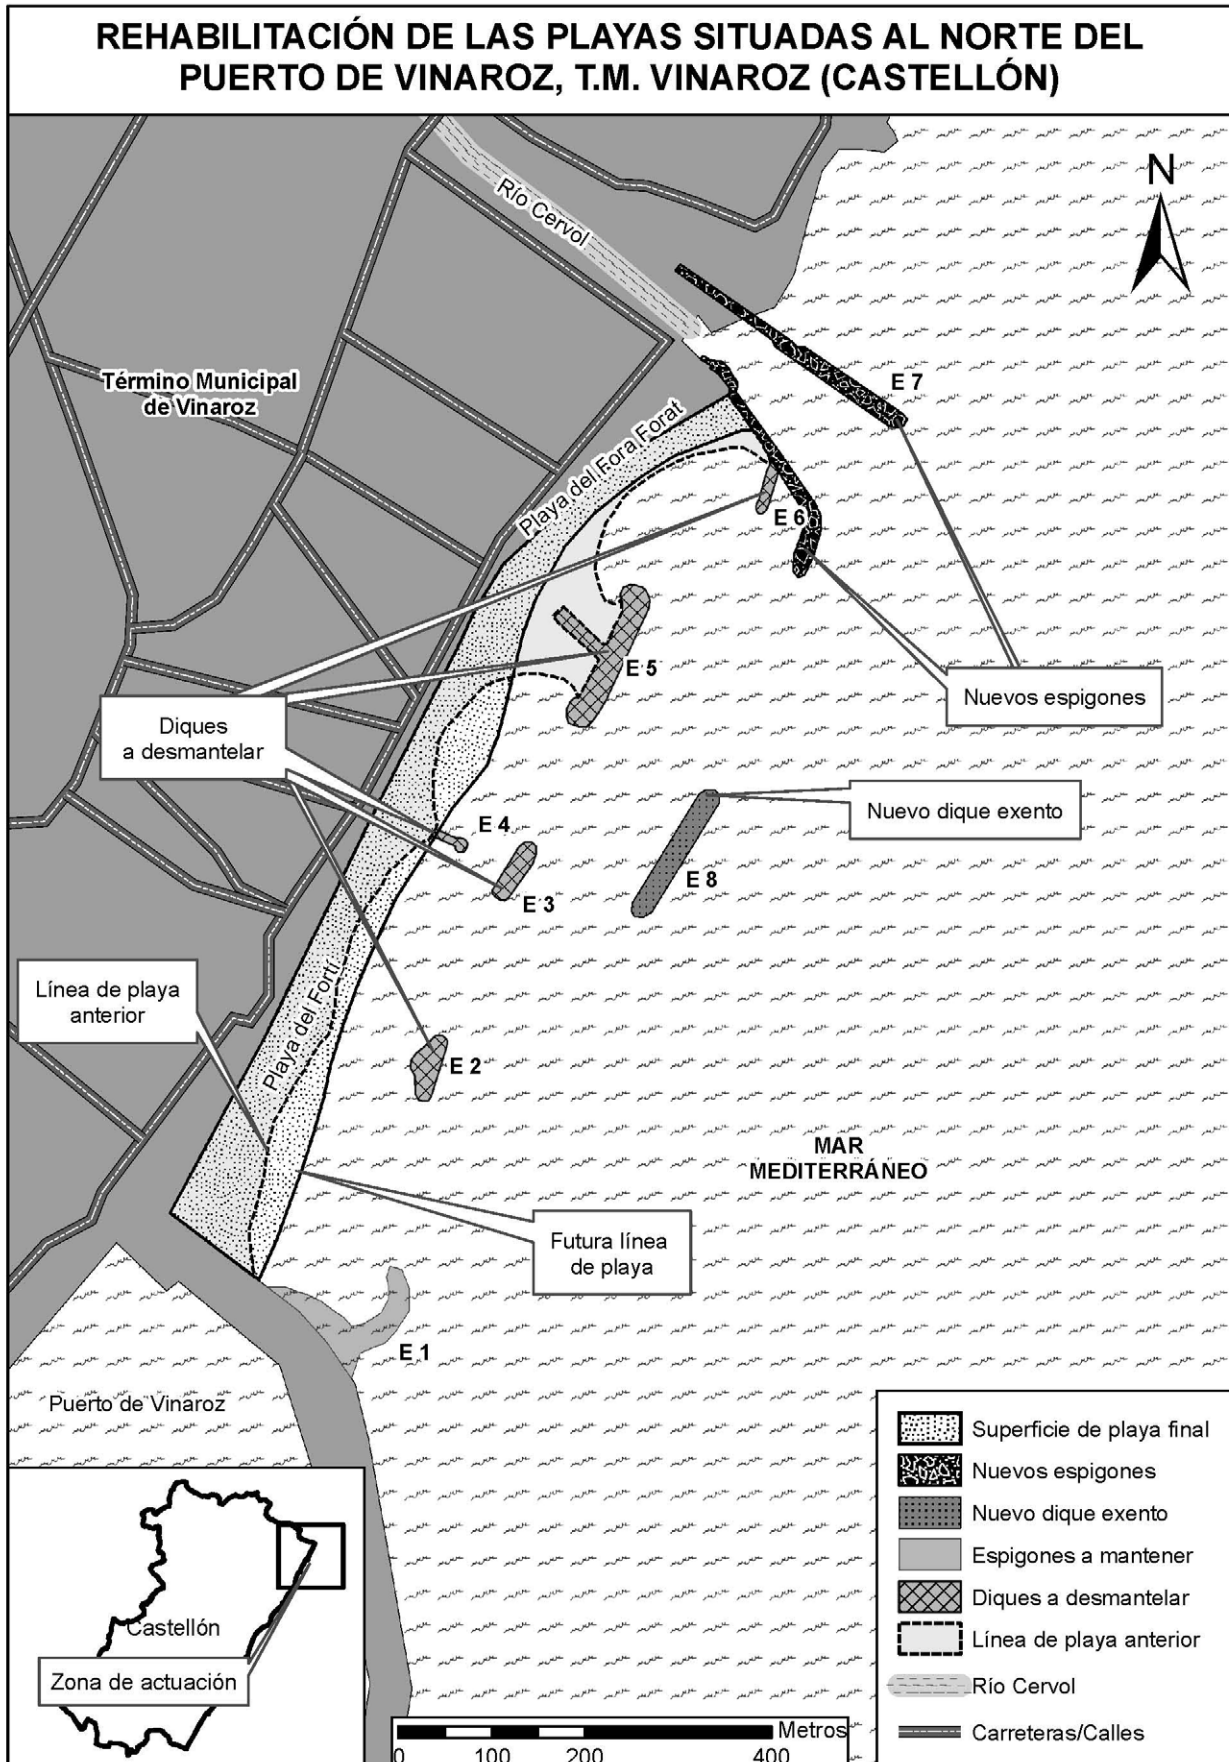 REHABILITACIÓN DE LAS PLAYAS SITUADAS AL NORTE DEL
PUERTO DE VINAROZ, T.M. VINAROZ (CASTELLÓN)
N
Río Cervol
Término Municipal
de Vinaroz
E 7
Playa del Fora Forat
E 6
E 5
Nuevos espigones
Diques
a desmantelar
Nuevo dique exento
E 4
E 8
E 3
Línea de playa
anterior
Playa del Fortí
E 2
MAR
MEDITERRÁNEO
Futura línea
de playa
E 1
Puerto de Vinaroz
Castellón
Zona de actuación
Superficie de playa final
Nuevos espigones
Nuevo dique exento
Espigones a mantener
Diques a desmantelar
Línea de playa anterior
Río Cervol
Carreteras/Calles
Metros
0 100 200 400